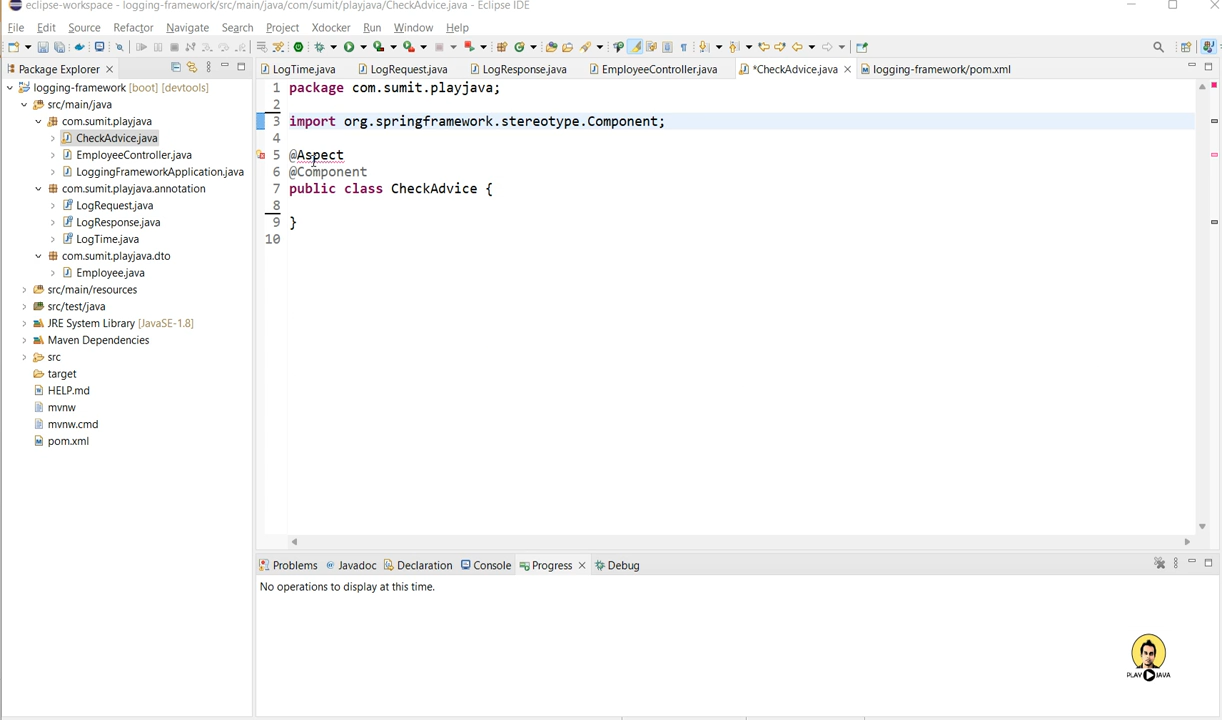 eclipse-workspace - logging-framework/src/main/java/com/sumit/playjava/CheckAdvice.java - Eclipse IDE
File Edit Source Refactor Navigate Search Project Xdocker Run Window Help
Package Explorer
LogTime.java LogRequest.java LogResponse.java EmployeeController.java *CheckAdvice.java logging-framework/pom.xml
logging-framework [boot] [devtools]
src/main/java
com.sumit.playjava
CheckAdvice.java
EmployeeController.java
LoggingFrameworkApplication.java
com.sumit.playjava.annotation
LogRequest.java
LogResponse.java
LogTime.java
com.sumit.playjava.dto
Employee.java
src/main/resources
src/test/java
JRE System Library [JavaSE-1.8]
Maven Dependencies
src
target
HELP.md
mvnw
mvnw.cmd
pom.xml
1 package com.sumit.playjava;
2
3 import org.springframework.stereotype.Component;
4
5 @Aspect
6 @Component
7 public class CheckAdvice {
8
9 }
10
Problems Javadoc Declaration Console Progress Debug
No operations to display at this time.
PLAY JAVA